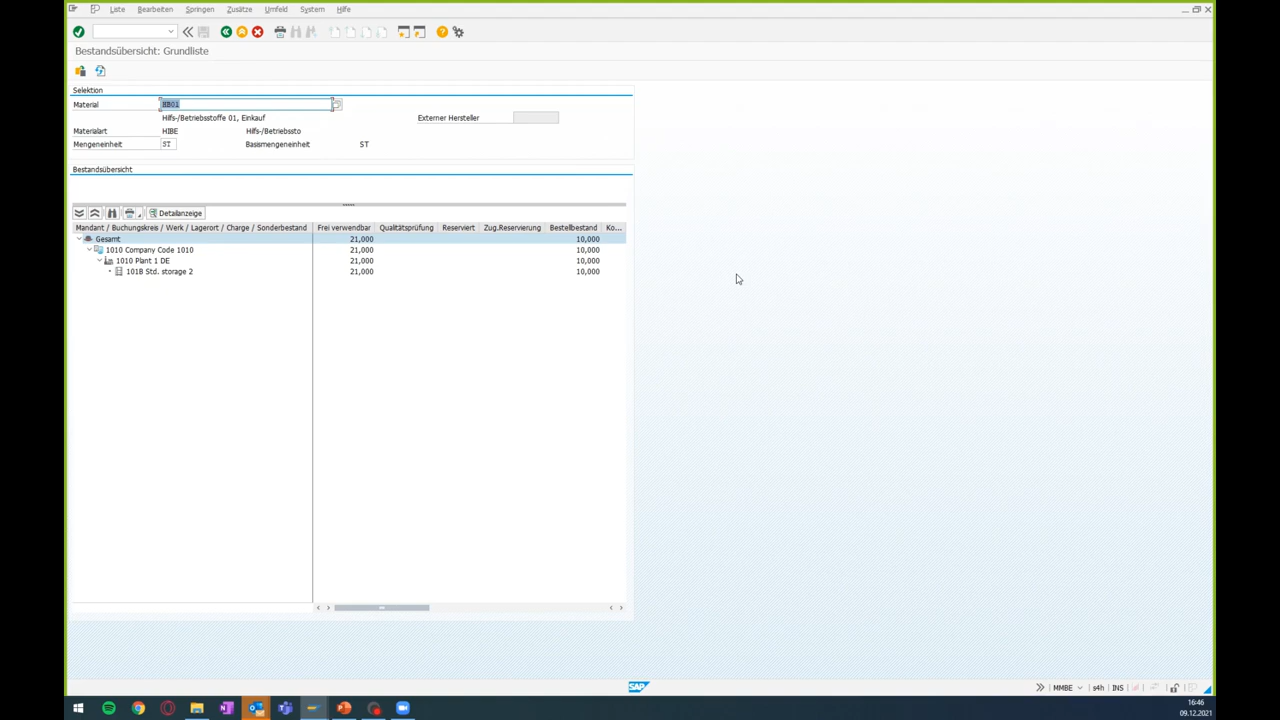 Liste Bearbeiten Springen Zusätze Umfeld System Hilfe
Bestandsübersicht: Grundliste
Selektion
Material HB01
Hilfs-/Betriebsstoffe 01, Einkauf Externer Hersteller
Materialart HIBE Hilfs-/Betriebssto
Mengeneinheit ST Basismengeneinheit ST
Bestandsübersicht
Detailanzeige
Mandant / Buchungskreis / Werk / Lagerort / Charge / Sonderbestand Frei verwendbar Qualitätsprüfung Reserviert Zug.Reservierung Bestellbestand Ko...
Gesamt 21,000 10,000
1010 Company Code 1010 21,000 10,000
1010 Plant 1 DE 21,000 10,000
101B Std. storage 2 21,000 10,000
SAP
MMBE s4h INS
16:46
09.12.2021